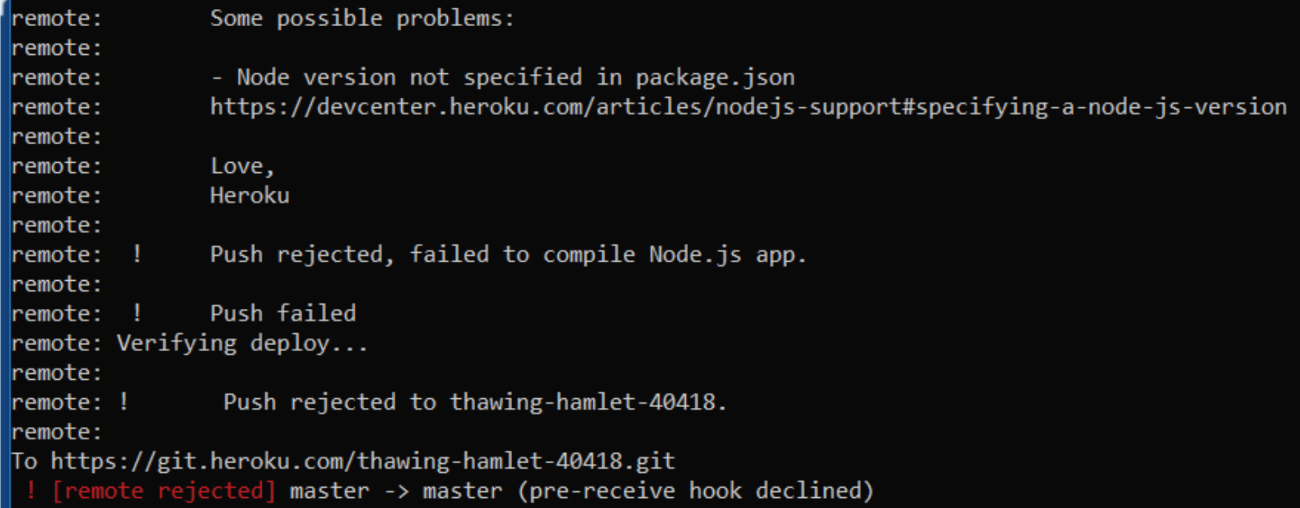 remote:        Some possible problems:
remote:
remote:        - Node version not specified in package.json
remote:        https://devcenter.heroku.com/articles/nodejs-support#specifying-a-node-js-version
remote:
remote:        Love,
remote:        Heroku
remote:
remote:  !     Push rejected, failed to compile Node.js app.
remote:
remote:  !     Push failed
remote: Verifying deploy...
remote:
remote: !       Push rejected to thawing-hamlet-40418.
remote:
To https://git.heroku.com/thawing-hamlet-40418.git
 ! [remote rejected] master -> master (pre-receive hook declined)